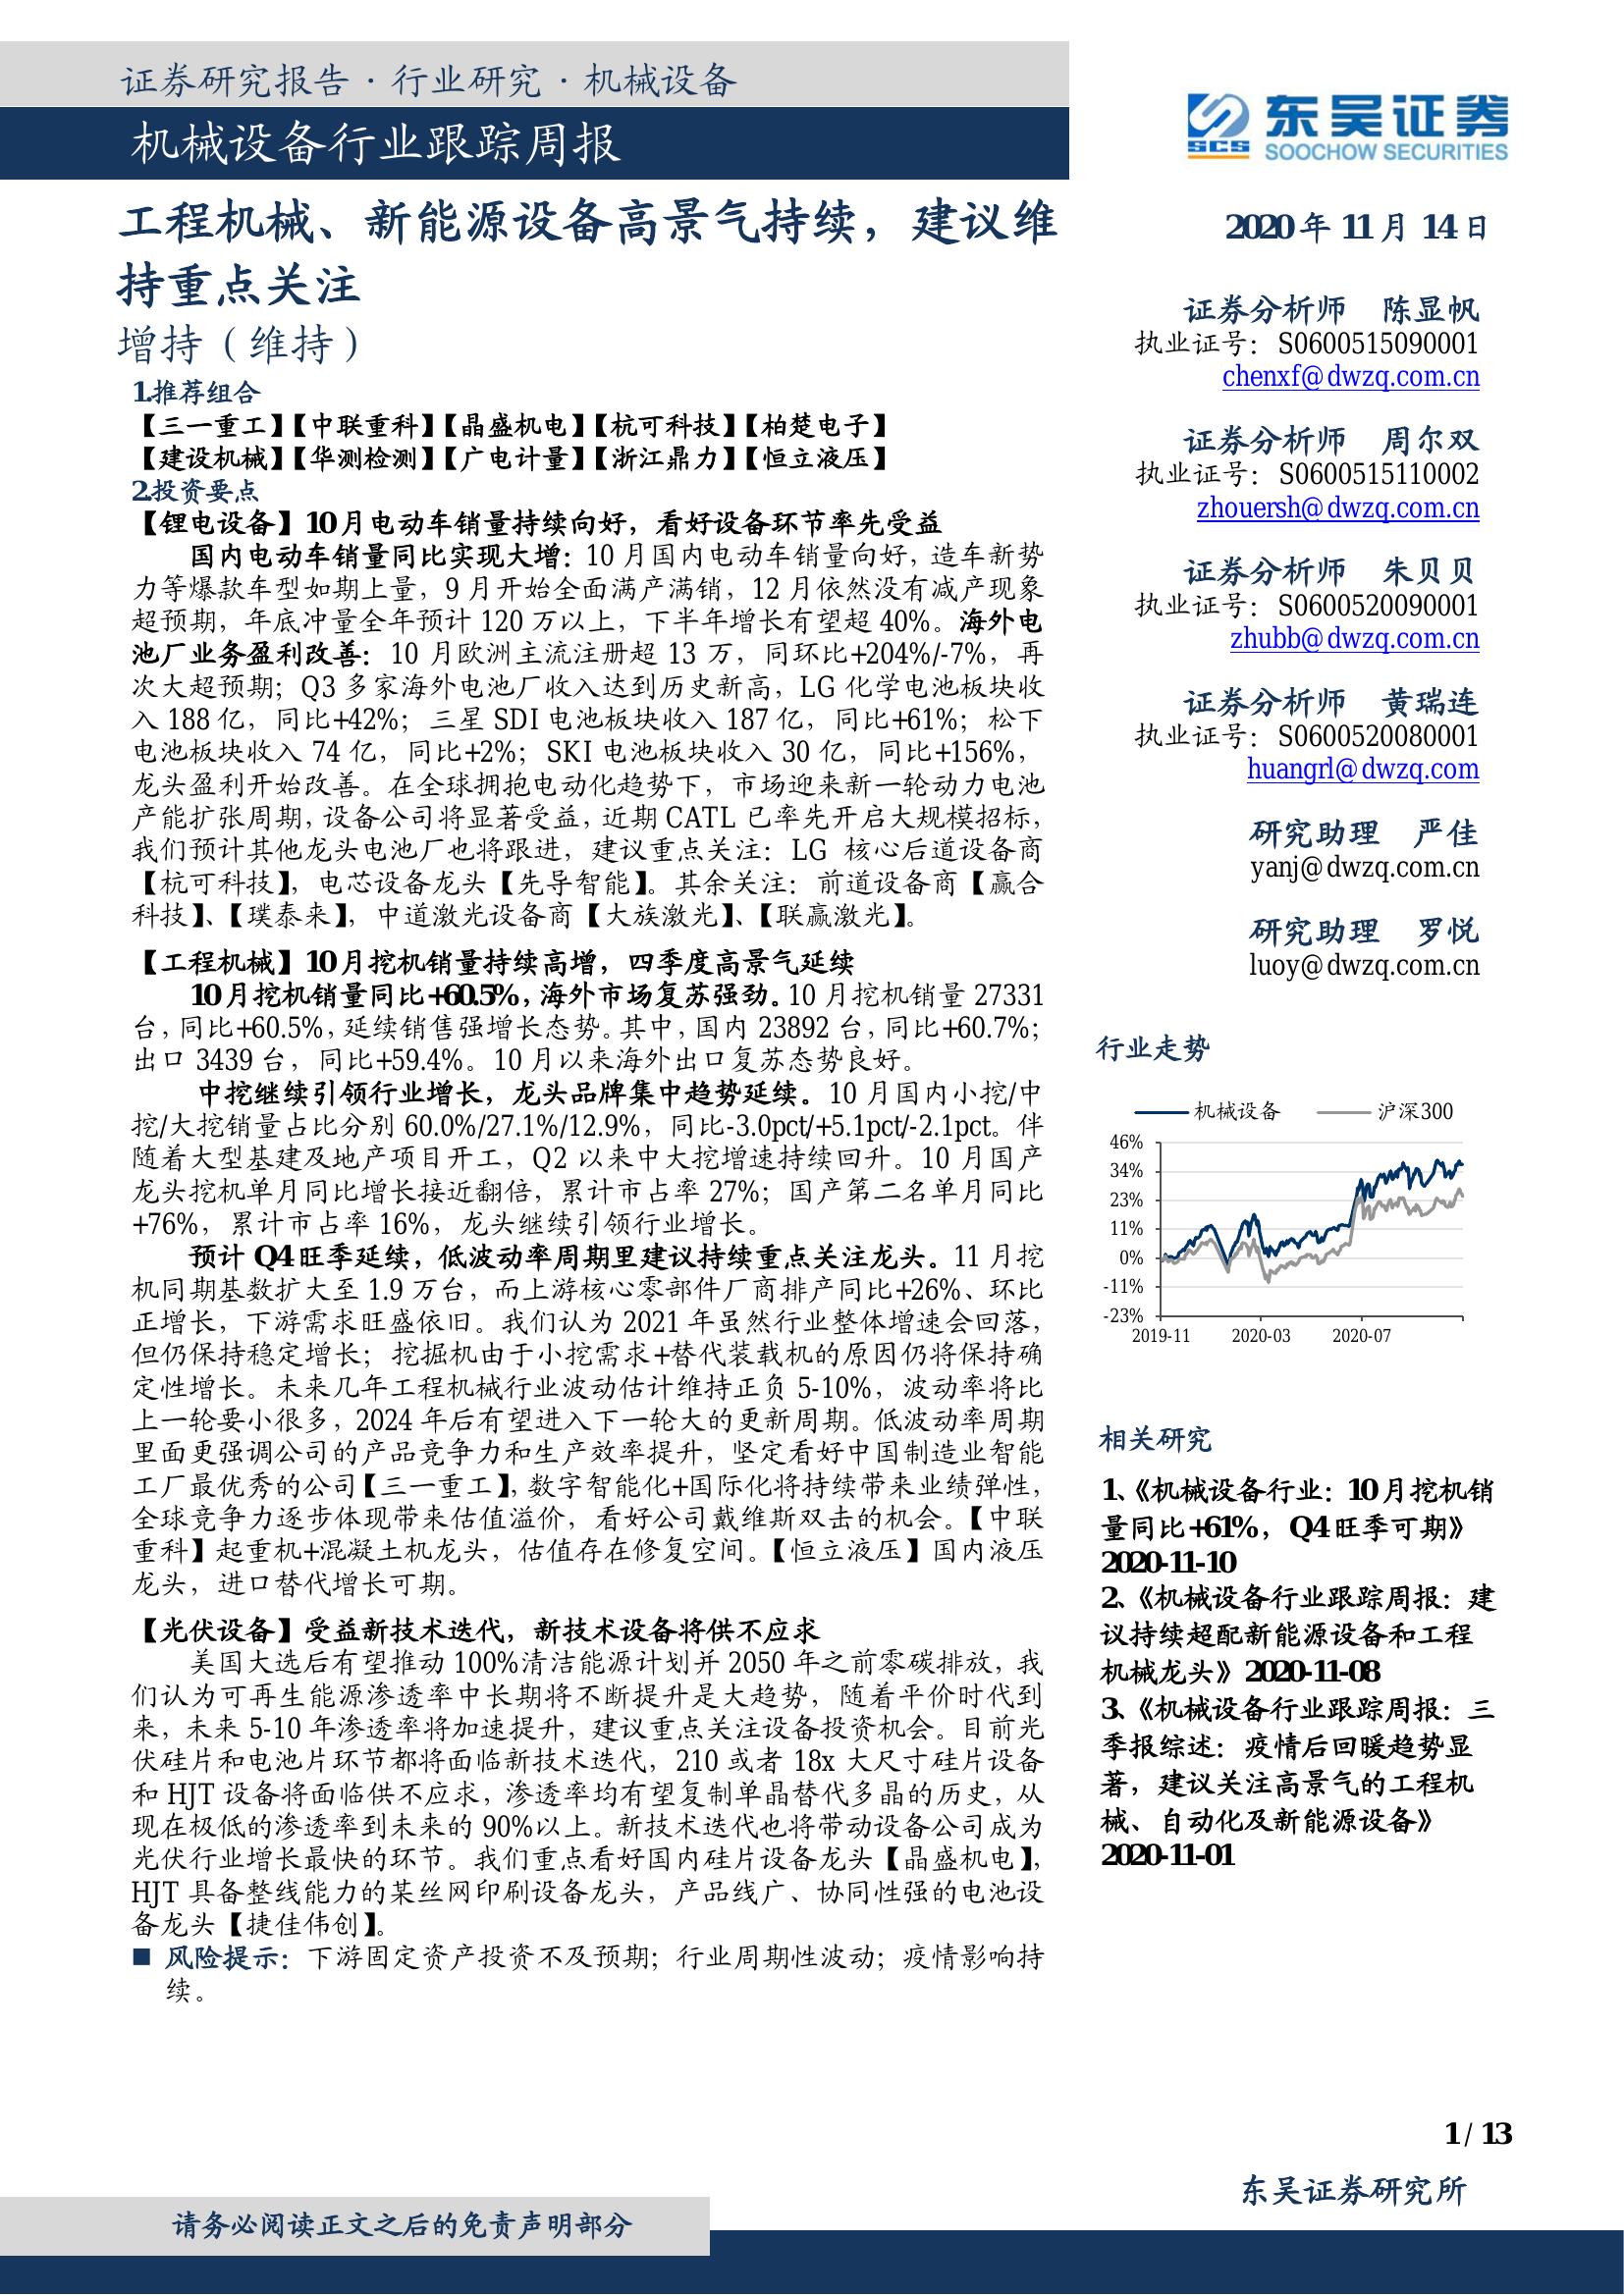 证券研究报告 · 行业研究 · 机械设备
机械设备行业跟踪周报
东吴证券
SCS
SOOCHOW SECURITIES
工程机械、新能源设备高景气持续，建议维
持重点关注
增持（维持）
1.推荐组合
【三一重工】【中联重科】【晶盛机电】【杭可科技】【柏楚电子】
【建设机械】【华测检测】【广电计量】【浙江鼎力】【恒立液压】
2.投资要点
【锂电设备】10月电动车销量持续向好，看好设备环节率先受益
国内电动车销量同比实现大增：10 月国内电动车销量向好，造车新势
力等爆款车型如期上量，9 月开始全面满产满销，12 月依然没有减产现象
超预期，年底冲量全年预计 120 万以上，下半年增长有望超 40%。海外电
池厂业务盈利改善：10 月欧洲主流注册超 13 万，同环比+204%/-7%，再
次大超预期；Q3 多家海外电池厂收入达到历史新高，LG 化学电池板块收
入 188 亿，同比+42%；三星 SDI 电池板块收入 187 亿，同比+61%；松下
电池板块收入 74 亿，同比+2%；SKI 电池板块收入 30 亿，同比+156%，
龙头盈利开始改善。在全球拥抱电动化趋势下，市场迎来新一轮动力电池
产能扩张周期，设备公司将显著受益，近期 CATL 已率先开启大规模招标，
我们预计其他龙头电池厂也将跟进，建议重点关注：LG 核心后道设备商
【杭可科技】，电芯设备龙头【先导智能】。其余关注：前道设备商【赢合
科技】、【璞泰来】，中道激光设备商【大族激光】、【联赢激光】。
【工程机械】10月挖机销量持续高增，四季度高景气延续
10月挖机销量同比+60.5%，海外市场复苏强劲。10 月挖机销量 27331
台，同比+60.5%，延续销售强增长态势。其中，国内 23892 台，同比+60.7%；
出口 3439 台，同比+59.4%。10 月以来海外出口复苏态势良好。
中挖继续引领行业增长，龙头品牌集中趋势延续。10 月国内小挖/中
挖/大挖销量占比分别 60.0%/27.1%/12.9%，同比-3.0pct/+5.1pct/-2.1pct。伴
随着大型基建及地产项目开工，Q2 以来中大挖增速持续回升。10 月国产
龙头挖机单月同比增长接近翻倍，累计市占率 27%；国产第二名单月同比
+76%，累计市占率 16%，龙头继续引领行业增长。
预计 Q4 旺季延续，低波动率周期里建议持续重点关注龙头。11 月挖
机同期基数扩大至 1.9 万台，而上游核心零部件厂商排产同比+26%、环比
正增长，下游需求旺盛依旧。我们认为 2021 年虽然行业整体增速会回落，
但仍保持稳定增长；挖掘机由于小挖需求+替代装载机的原因仍将保持确
定性增长。未来几年工程机械行业波动估计维持正负 5-10%，波动率将比
上一轮要小很多，2024 年后有望进入下一轮大的更新周期。低波动率周期
里面更强调公司的产品竞争力和生产效率提升，坚定看好中国制造业智能
工厂最优秀的公司【三一重工】，数字智能化+国际化将持续带来业绩弹性，
全球竞争力逐步体现带来估值溢价，看好公司戴维斯双击的机会。【中联
重科】起重机+混凝土机龙头，估值存在修复空间。【恒立液压】国内液压
龙头，进口替代增长可期。
【光伏设备】受益新技术迭代，新技术设备将供不应求
美国大选后有望推动 100%清洁能源计划并 2050 年之前零碳排放，我
们认为可再生能源渗透率中长期将不断提升是大趋势，随着平价时代到
来，未来 5-10 年渗透率将加速提升，建议重点关注设备投资机会。目前光
伏硅片和电池片环节都将面临新技术迭代，210 或者 18x 大尺寸硅片设备
和 HJT 设备将面临供不应求，渗透率均有望复制单晶替代多晶的历史，从
现在极低的渗透率到未来的 90%以上。新技术迭代也将带动设备公司成为
光伏行业增长最快的环节。我们重点看好国内硅片设备龙头【晶盛机电】，
HJT 具备整线能力的某丝网印刷设备龙头，产品线广、协同性强的电池设
备龙头【捷佳伟创】。
■ 风险提示：下游固定资产投资不及预期；行业周期性波动；疫情影响持
续。
2020 年 11 月 14 日
证券分析师 陈显帆
执业证号：S0600515090001
chenxf@dwzq.com.cn
证券分析师 周尔双
执业证号：S0600515110002
zhouersh@dwzq.com.cn
证券分析师 朱贝贝
执业证号：S0600520090001
zhubb@dwzq.com.cn
证券分析师 黄瑞连
执业证号：S0600520080001
huangrl@dwzq.com
研究助理 严佳
yanj@dwzq.com.cn
研究助理 罗悦
luoy@dwzq.com.cn
行业走势
机械设备 沪深300
46%
34%
23%
11%
0%
-11%
-23%
2019-11 2020-03 2020-07
相关研究
1、《机械设备行业：10月挖机销
量同比+61%，Q4旺季可期》
2020-11-10
2、《机械设备行业跟踪周报：建
议持续超配新能源设备和工程
机械龙头》2020-11-08
3、《机械设备行业跟踪周报：三
季报综述：疫情后回暖趋势显
著，建议关注高景气的工程机
械、自动化及新能源设备》
2020-11-01
1 / 13
东吴证券研究所
请务必阅读正文之后的免责声明部分